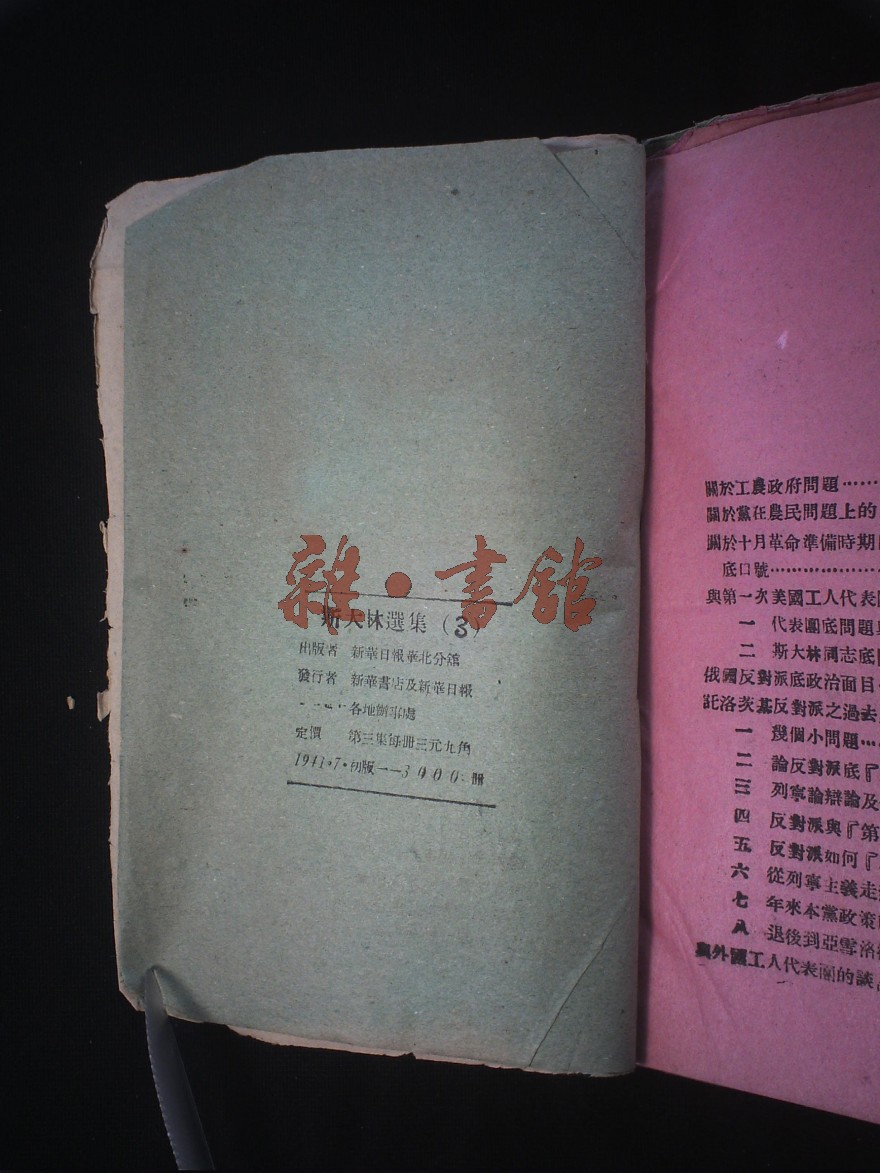 雜·書館
斯大林選集（3）
出版者 新華日報華北分館
發行者 新華書店及新華日報
各地辦事處
定價 第三集每冊三元九角
1941·7·初版——3000冊
關於工農政府問題……
關於黨在農民問題上的
關於十月革命準備時期
底口號…………
與第一次美國工人代表
一 代表團底問題
二 斯大林同志底
俄國反對派底政治面目
託洛茨基反對派之過去
一 幾個小問題…
二 論反對派底『
三 列寧論辯論及
四 反對派與『第
五 反對派如何『
六 從列寧主義走
七 年來本黨政策
八 退後到亞雪洛
與外國工人代表團的談